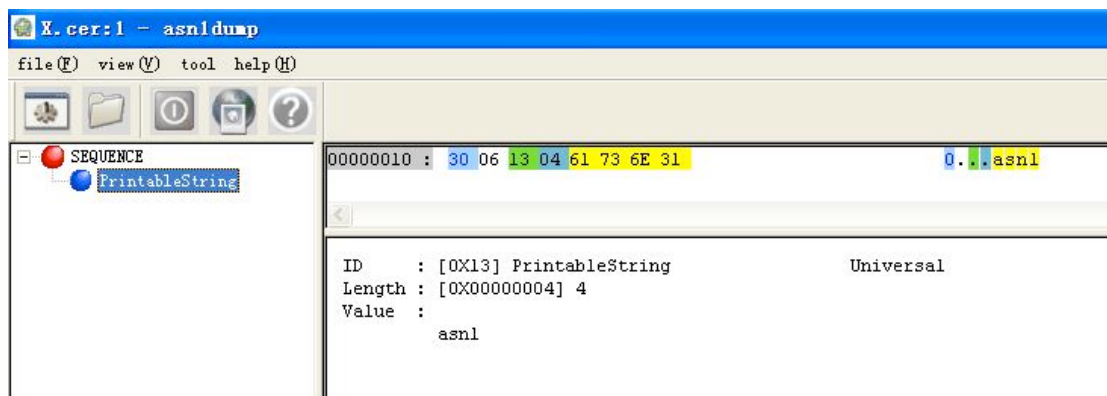 X.cer:1 - asn1dump
file(F) view(V) tool help(H)
SEQUENCE
PrintableString
00000010 : 30 06 13 04 61 73 6E 31 0...asn1
ID : [0X13] PrintableString Universal
Length : [0X00000004] 4
Value :
asn1